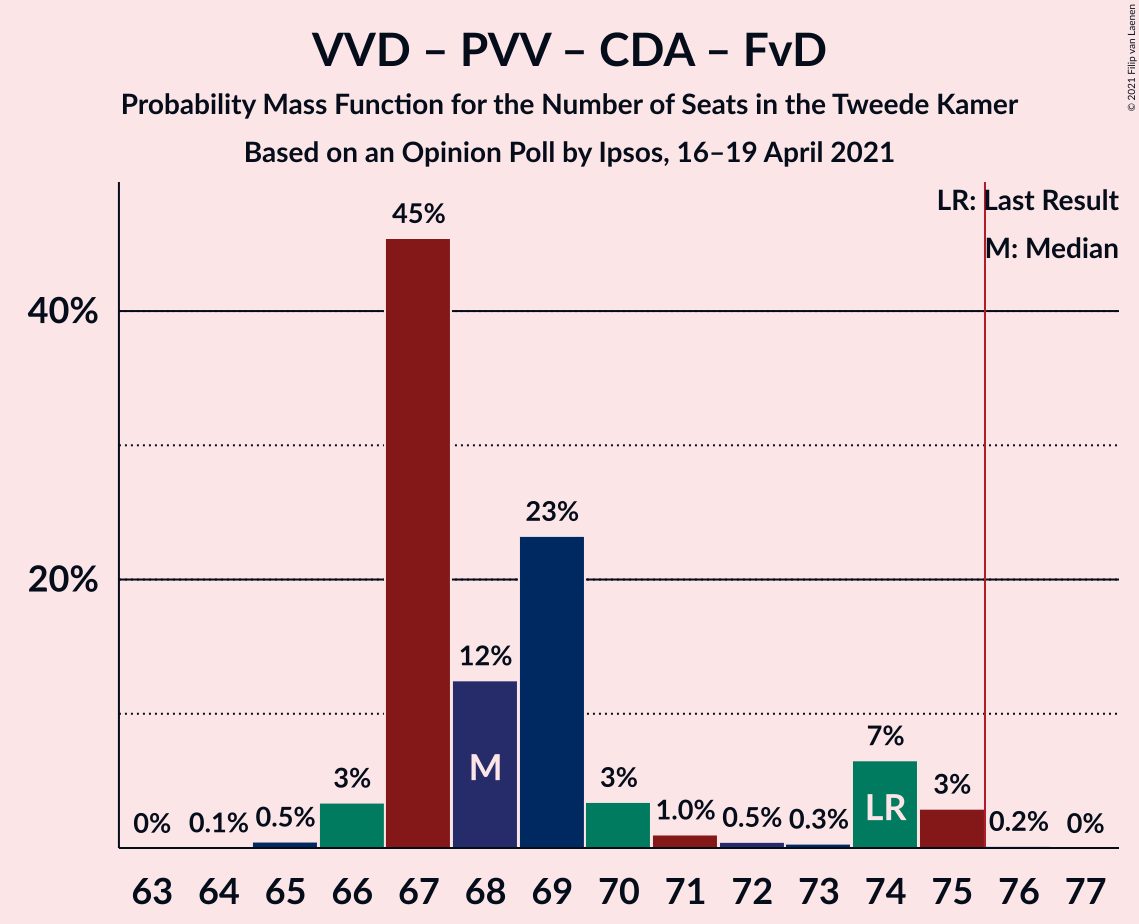 VVD – PVV – CDA – FvD
Probability Mass Function for the Number of Seats in the Tweede Kamer
Based on an Opinion Poll by Ipsos, 16–19 April 2021
© 2021 Filip van Laenen
LR: Last Result
M: Median
45%
40%
23%
20%
12%
7%
M
3%
3%
3%
LR
0%
0.1%
0.5%
1.0%
0.5%
0.3%
0.2%
0%
63 64 65 66 67 68 69 70 71 72 73 74 75 76 77